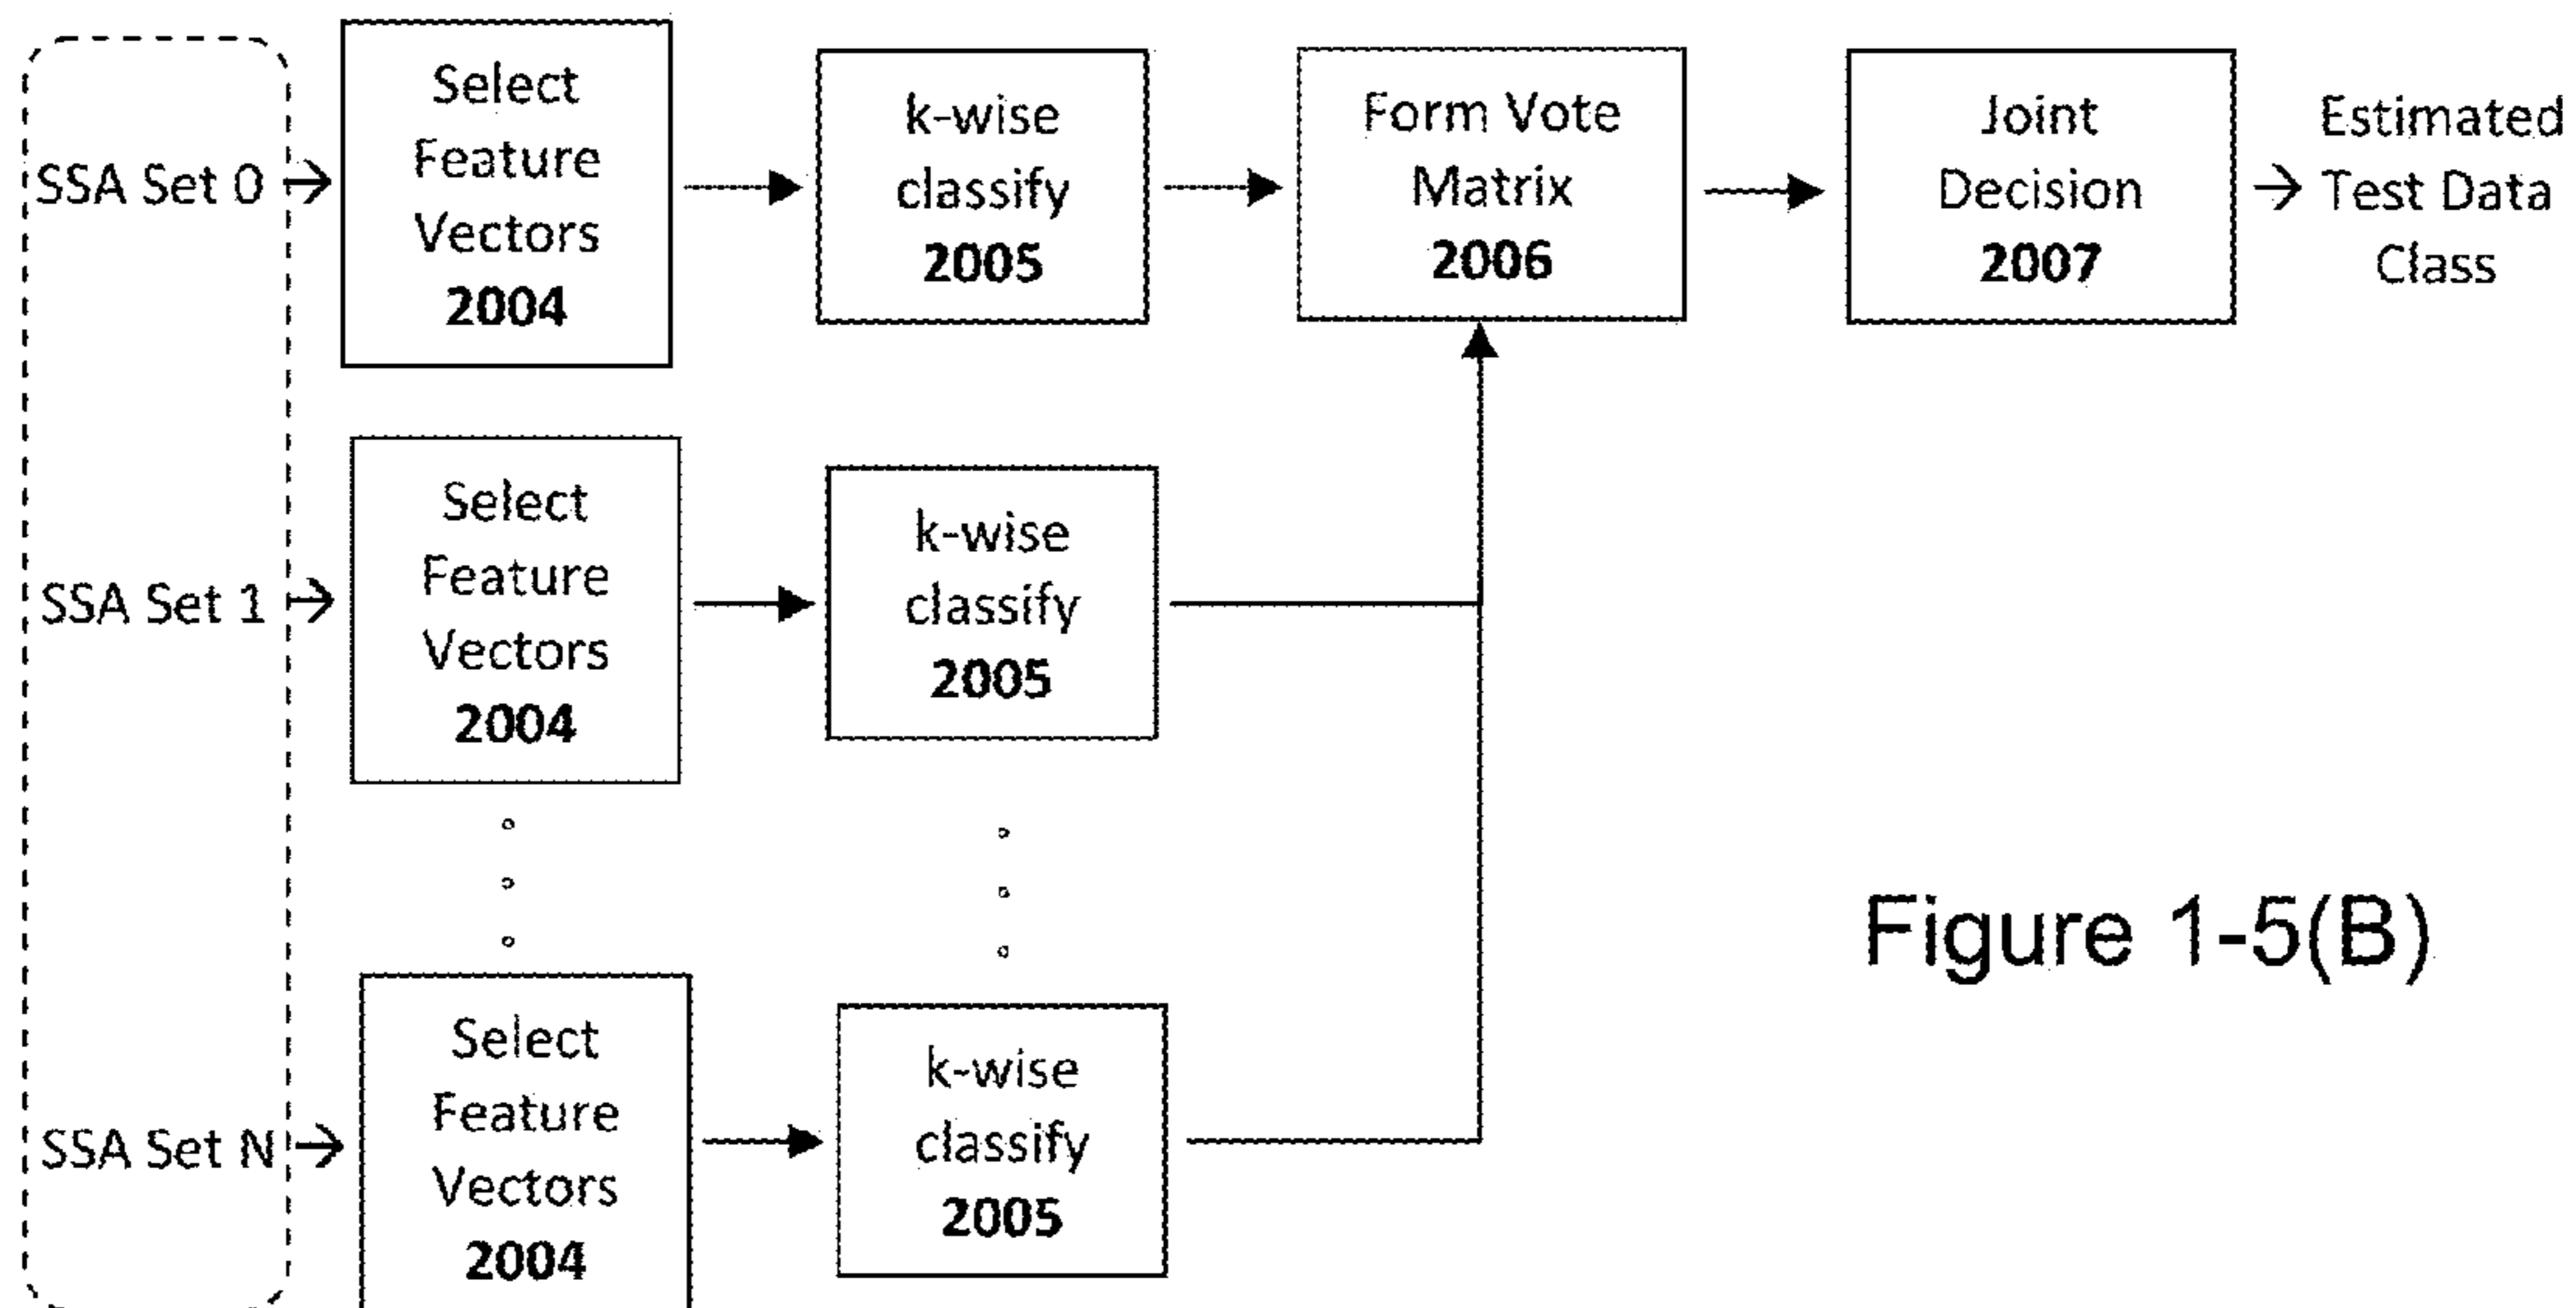 SSA Set 0 →
Select
Feature
Vectors
2004
k-wise
classify
2005
Form Vote
Matrix
2006
Joint
Decision
2007
→ Estimated
Test Data
Class
SSA Set 1 →
Select
Feature
Vectors
2004
k-wise
classify
2005
SSA Set N →
Select
Feature
Vectors
2004
k-wise
classify
2005
Figure 1-5(B)